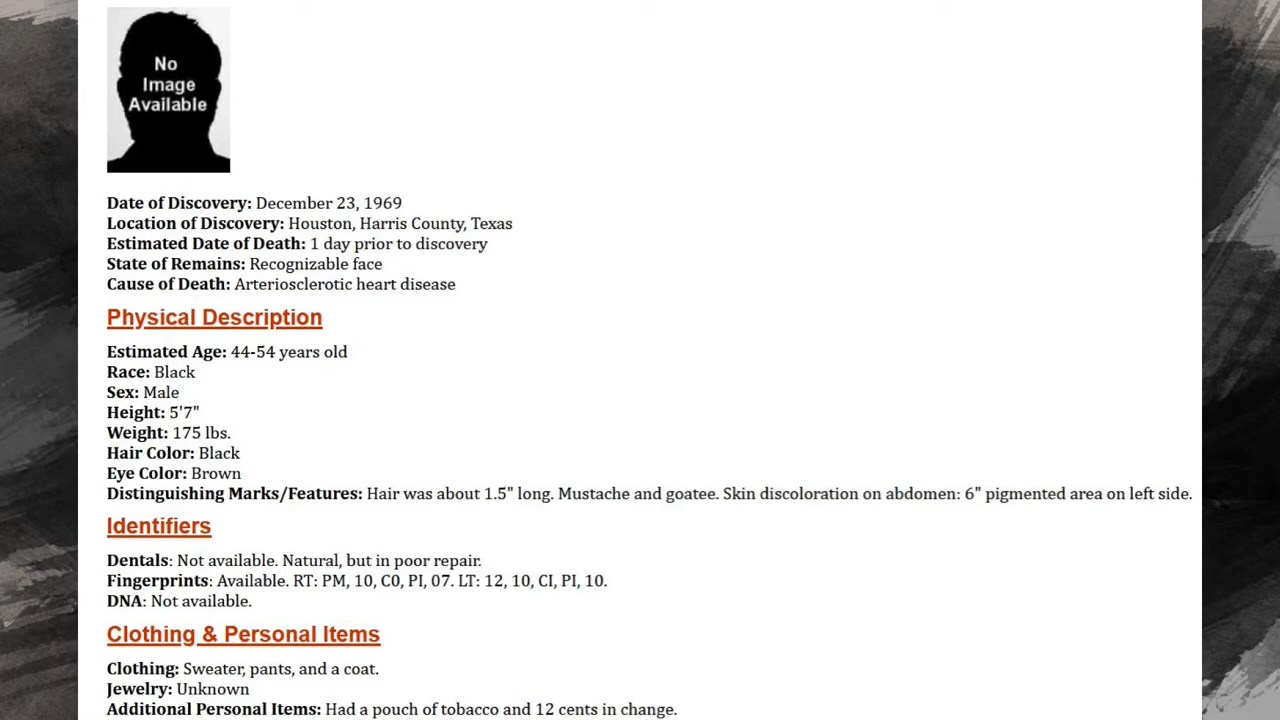 No
Image
Available
Date of Discovery: December 23, 1969
Location of Discovery: Houston, Harris County, Texas
Estimated Date of Death: 1 day prior to discovery
State of Remains: Recognizable face
Cause of Death: Arteriosclerotic heart disease
Physical Description
Estimated Age: 44-54 years old
Race: Black
Sex: Male
Height: 5'7"
Weight: 175 lbs.
Hair Color: Black
Eye Color: Brown
Distinguishing Marks/Features: Hair was about 1.5" long. Mustache and goatee. Skin discoloration on abdomen: 6" pigmented area on left side.
Identifiers
Dentals: Not available. Natural, but in poor repair.
Fingerprints: Available. RT: PM, 10, C0, PI, 07. LT: 12, 10, CI, PI, 10.
DNA: Not available.
Clothing & Personal Items
Clothing: Sweater, pants, and a coat.
Jewelry: Unknown
Additional Personal Items: Had a pouch of tobacco and 12 cents in change.